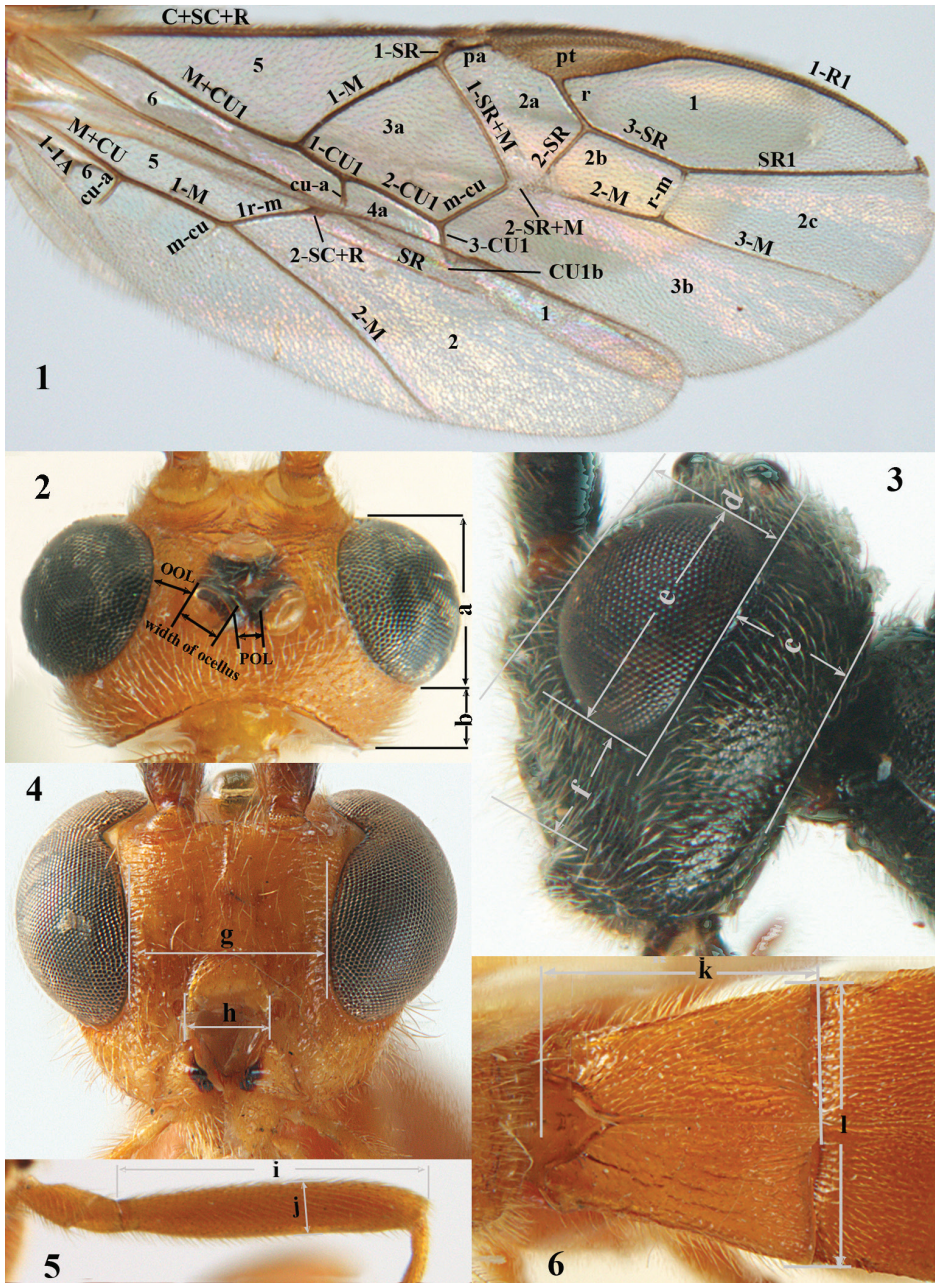 C+SC+R
1-SR
pa
pt
1-R1
5
M+CU1
1-M
1-SR+M
2a
r
1
6
3a
3-SR
M+CU
5
1-CU1
2-SR
2b
SR1
1-1A
6
cu-a
1-M
cu-a
2-CU1
m-cu
2-M
r-m
2c
1r-m
4a
m-cu
2-SC+R
SR
3-CU1
2-SR+M
3-M
CU1b
3b
1
2-M
2
1
2
OOL
width of ocellus
POL
a
b
3
d
e
c
f
4
g
h
k
l
i
j
5
6